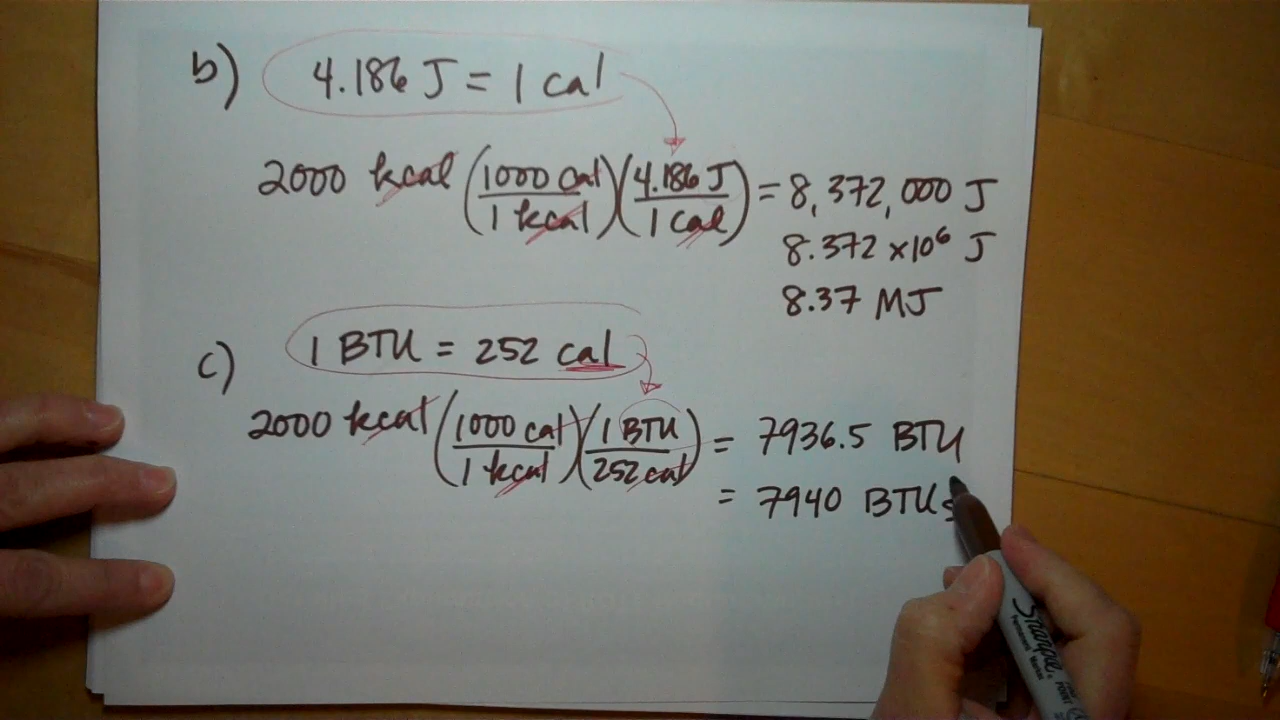 b) 4.186 J = 1 cal
2000 kcal (1000 cal / 1 kcal)(4.186 J / 1 cal) = 8,372,000 J
8.372 x10⁶ J
8.37 MJ
c) 1 BTU = 252 cal
2000 kcal (1000 cal / 1 kcal)(1 BTU / 252 cal) = 7936.5 BTU
= 7940 BTUs
Sharpie